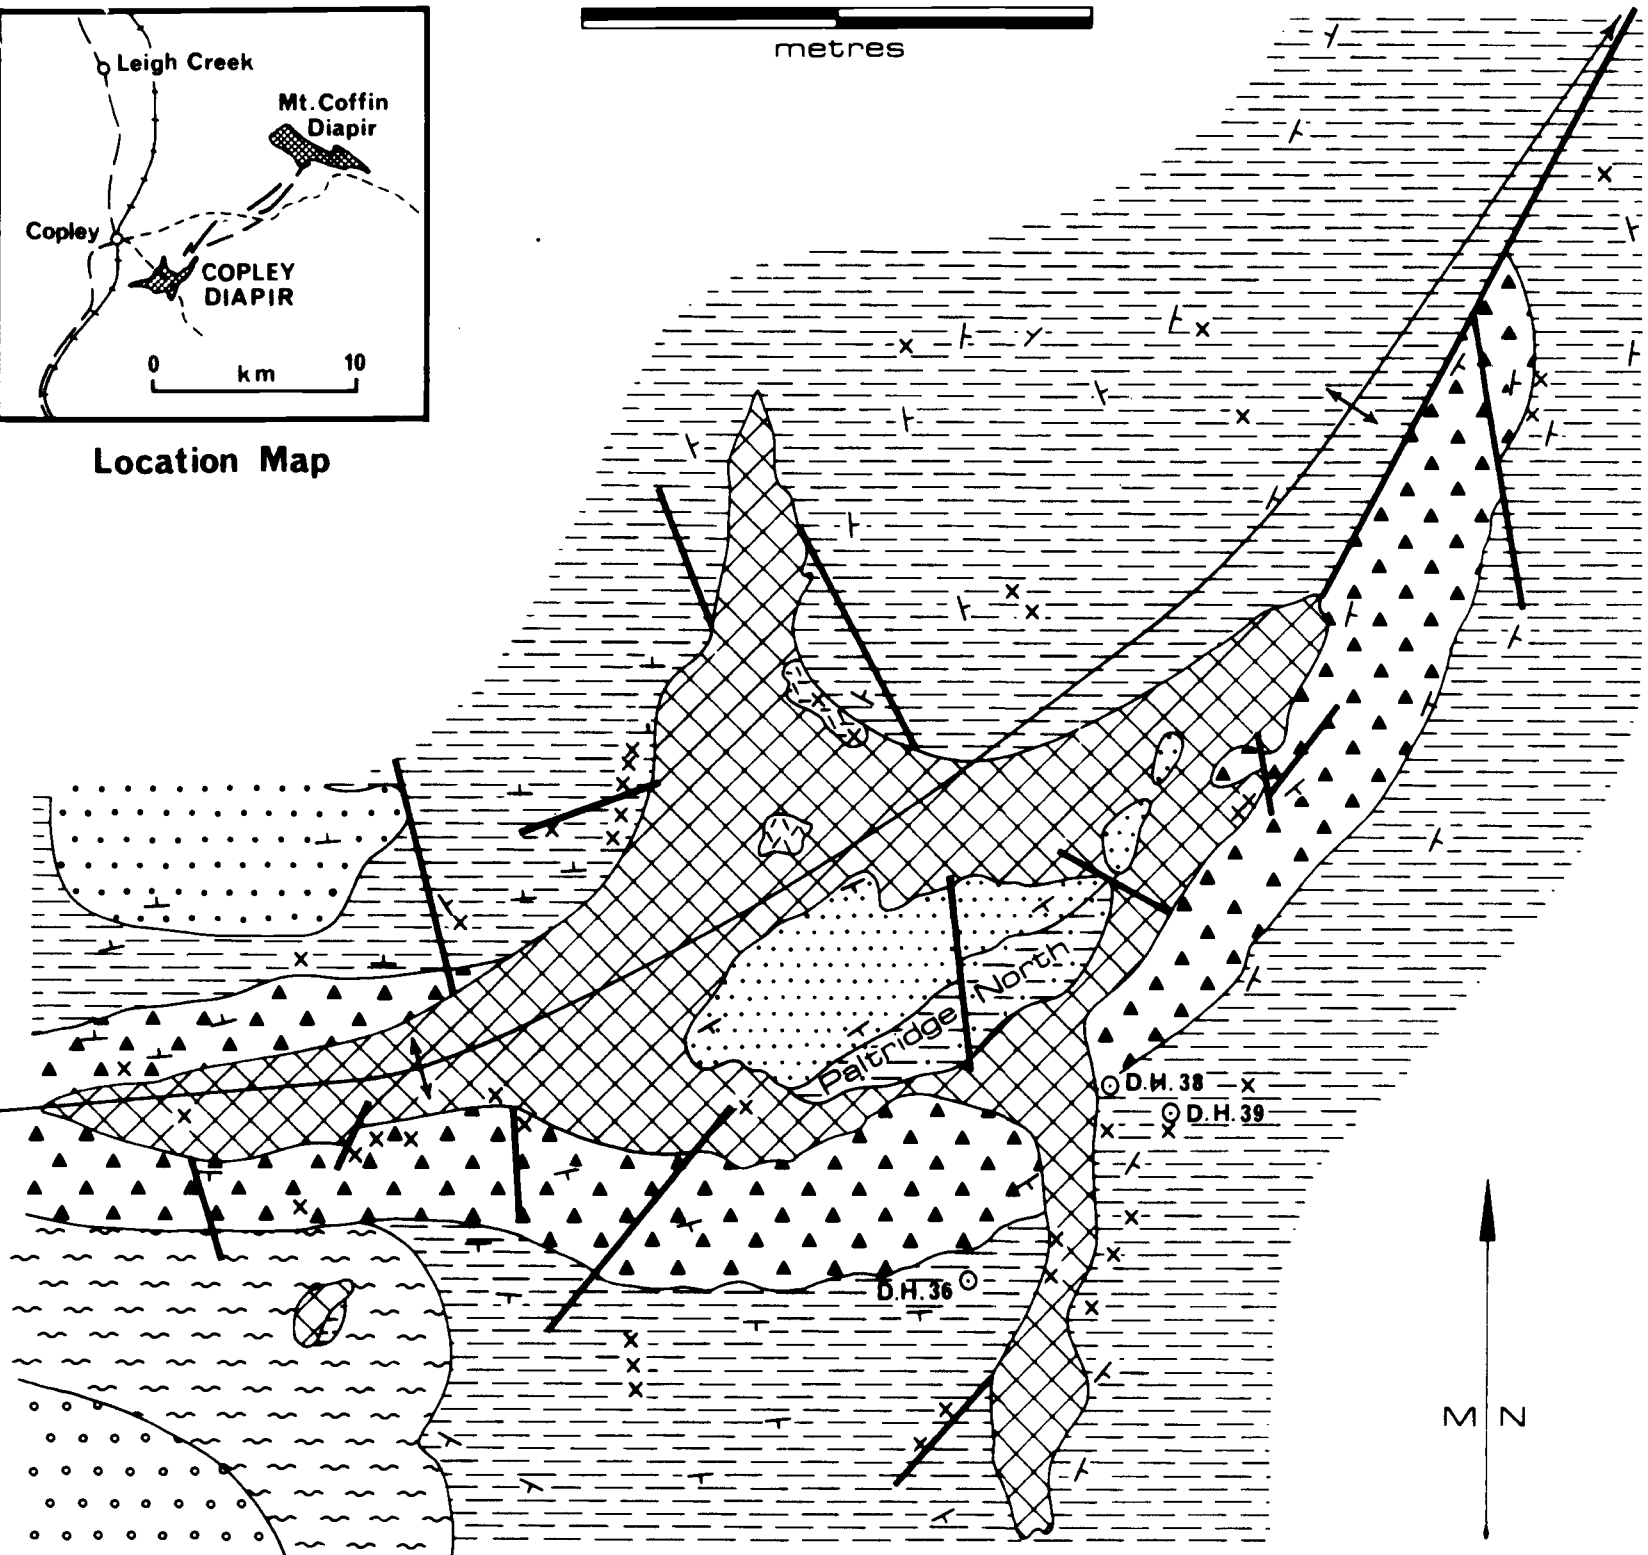 metres
Leigh Creek
Mt. Coffin
Diapir
Copley
COPLEY
DIAPIR
0 10
km
Location Map
Paltridge North
D.H. 38
D.H. 39
D.H. 36
M N